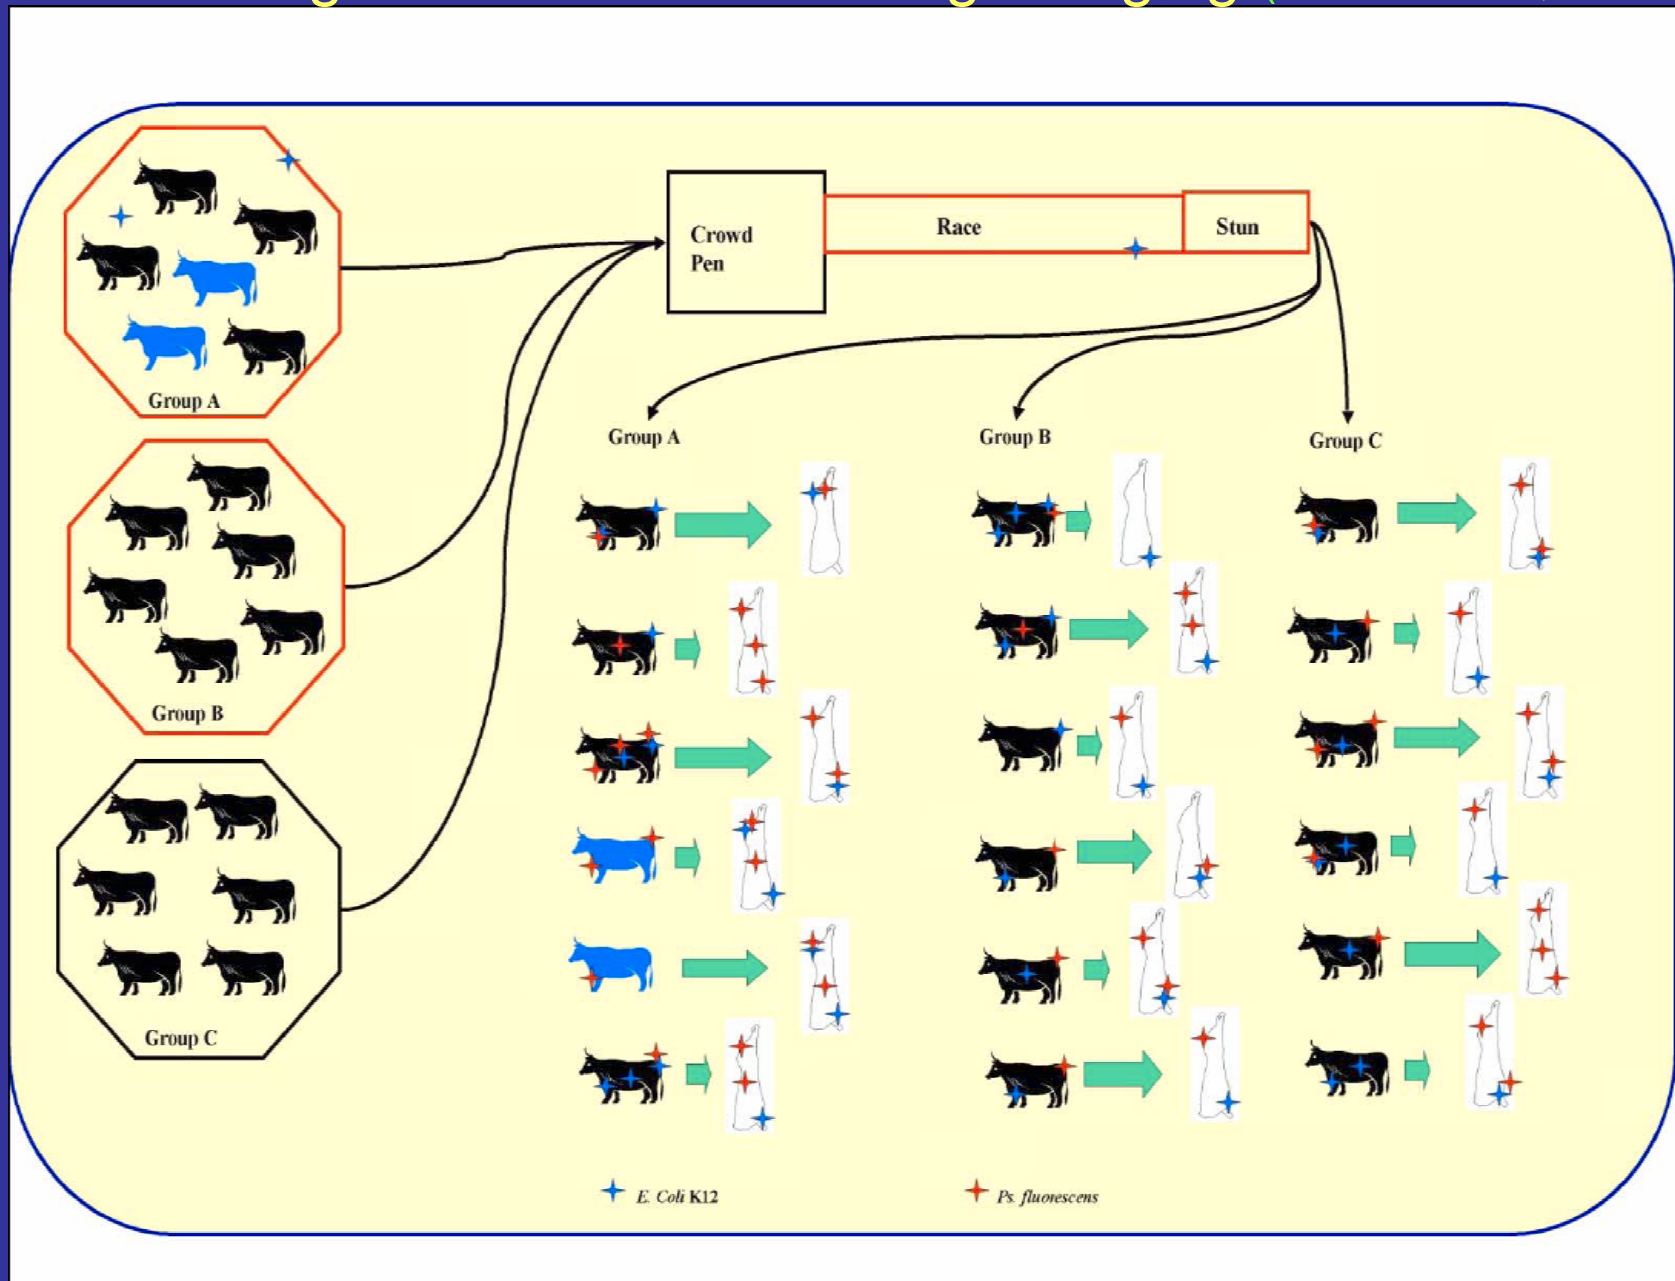 Group A
Group B
Group C
Crowd
Pen
Race
Stun
Group A
Group B
Group C
E. Coli K12
Ps. fluorescens